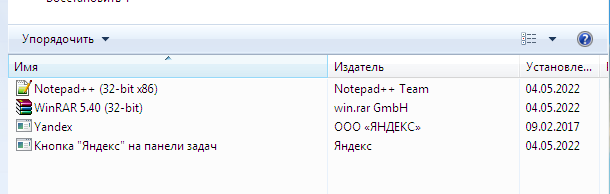 Упорядочить
Имя Издатель Установле...
Notepad++ (32-bit x86) Notepad++ Team 04.05.2022
WinRAR 5.40 (32-bit) win.rar GmbH 04.05.2022
Yandex ООО «ЯНДЕКС» 09.02.2017
Кнопка "Яндекс" на панели задач Яндекс 04.05.2022